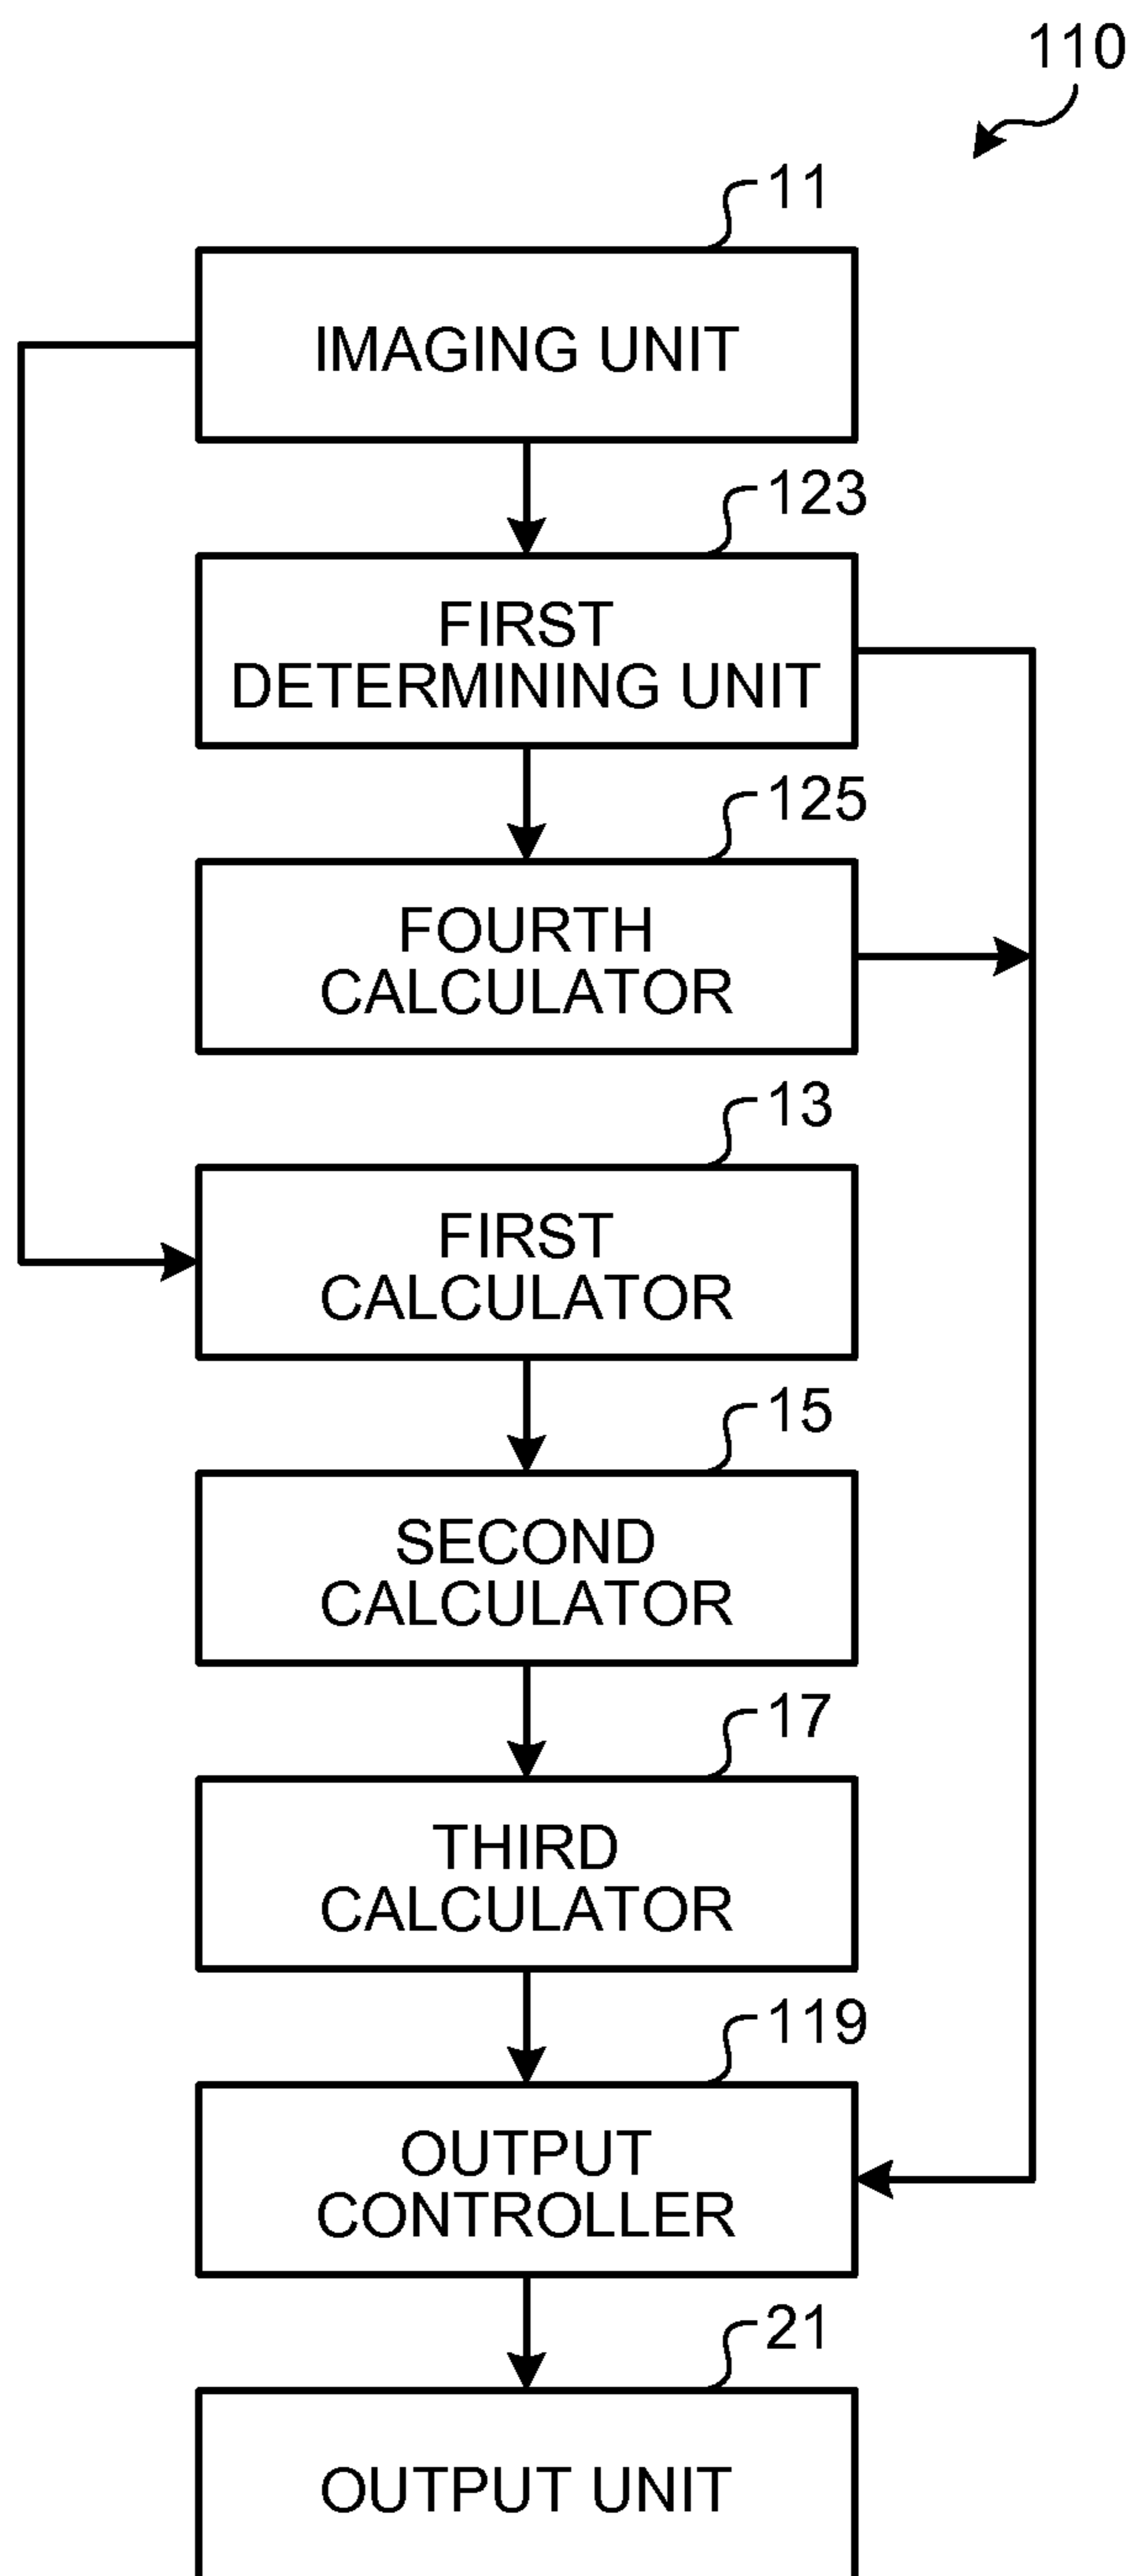 110
11
IMAGING UNIT
123
FIRST
DETERMINING UNIT
125
FOURTH
CALCULATOR
13
FIRST
CALCULATOR
15
SECOND
CALCULATOR
17
THIRD
CALCULATOR
119
OUTPUT
CONTROLLER
21
OUTPUT UNIT